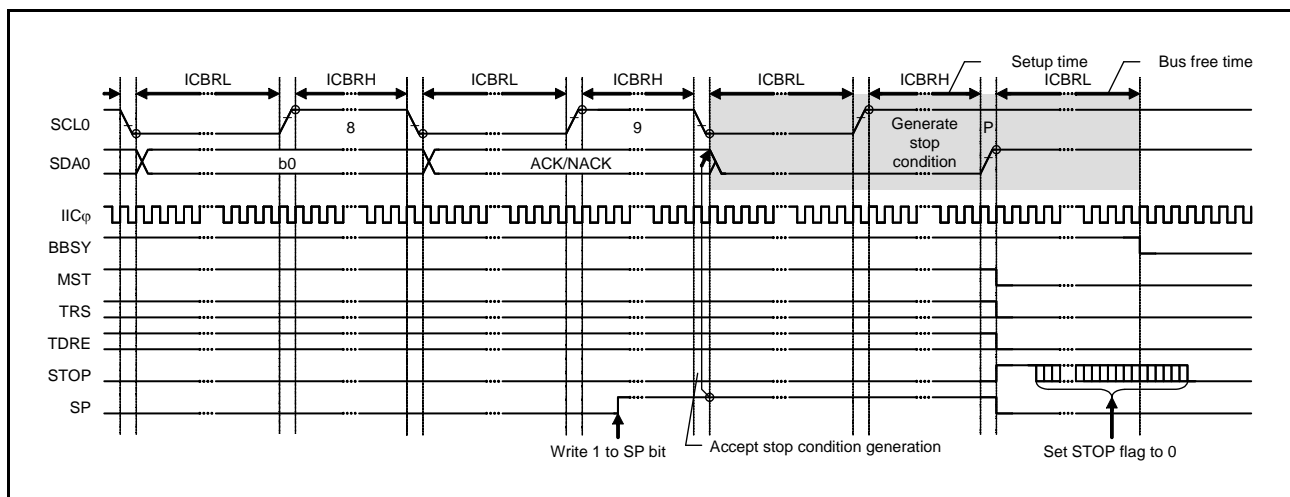 Setup time Bus free time
ICBRL ICBRH ICBRL ICBRH ICBRL ICBRH ICBRL
SCL0 8 9 Generate stop condition P
SDA0 b0 ACK/NACK
IICφ
BBSY
MST
TRS
TDRE
STOP
SP
Accept stop condition generation
Write 1 to SP bit Set STOP flag to 0